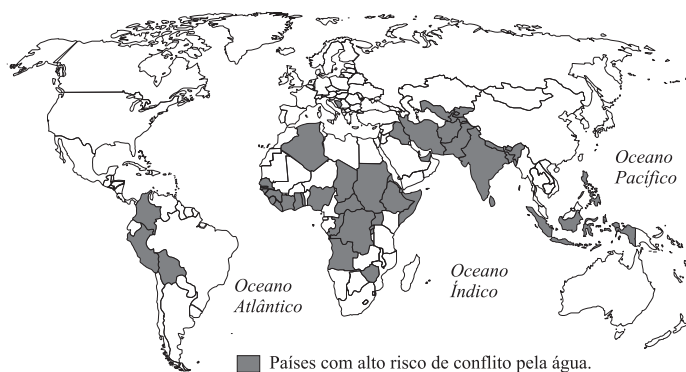 Oceano
Pacífico
Oceano
Atlântico
Oceano
Índico
Países com alto risco de conflito pela água.